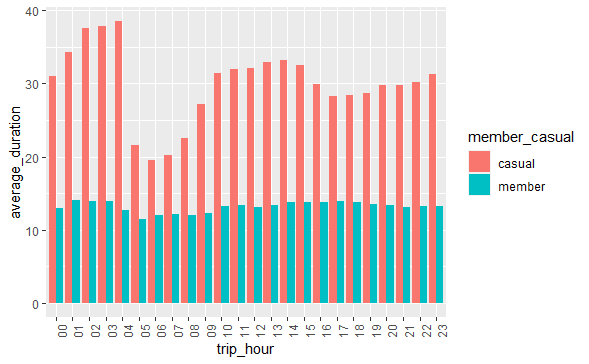 40
30
20
10
0
average_duration
00 01 02 03 04 05 06 07 08 09 10 11 12 13 14 15 16 17 18 19 20 21 22 23
trip_hour
member_casual
casual
member